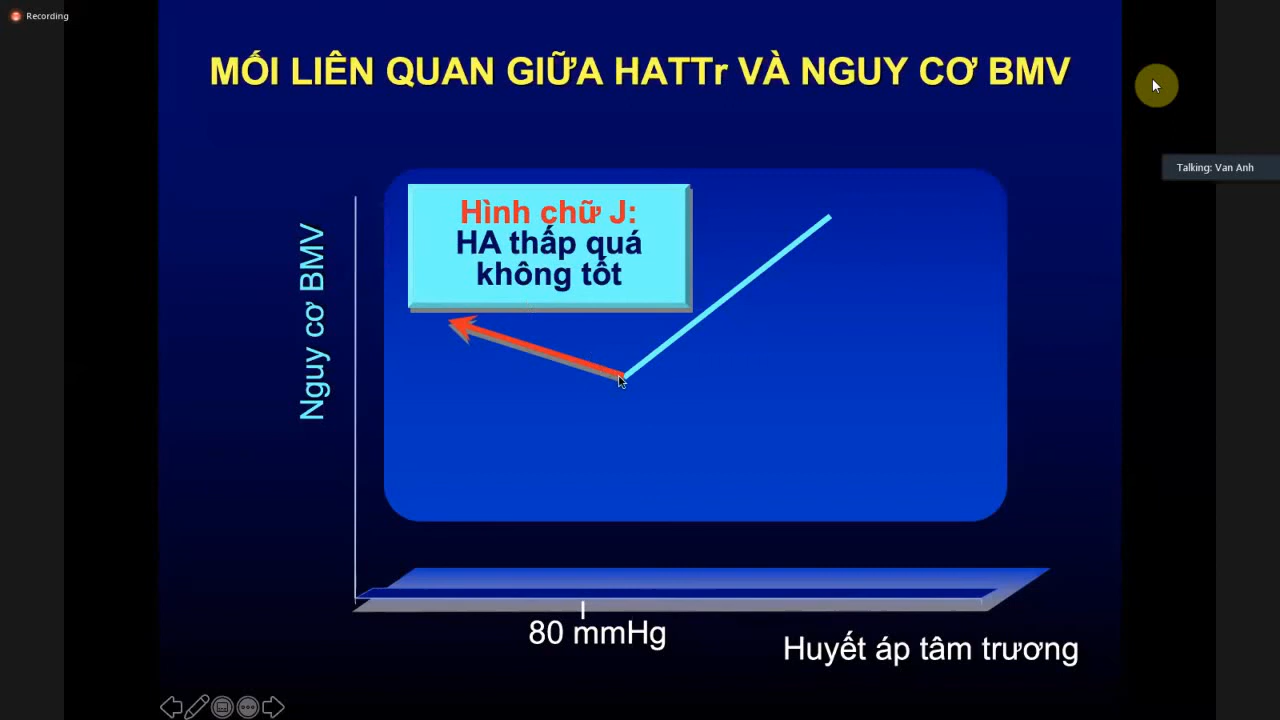 Recording
MỐI LIÊN QUAN GIỮA HATTr VÀ NGUY CƠ BMV
Talking: Van Anh
Hình chữ J:
HA thấp quá
không tốt
Nguy cơ BMV
80 mmHg
Huyết áp tâm trương